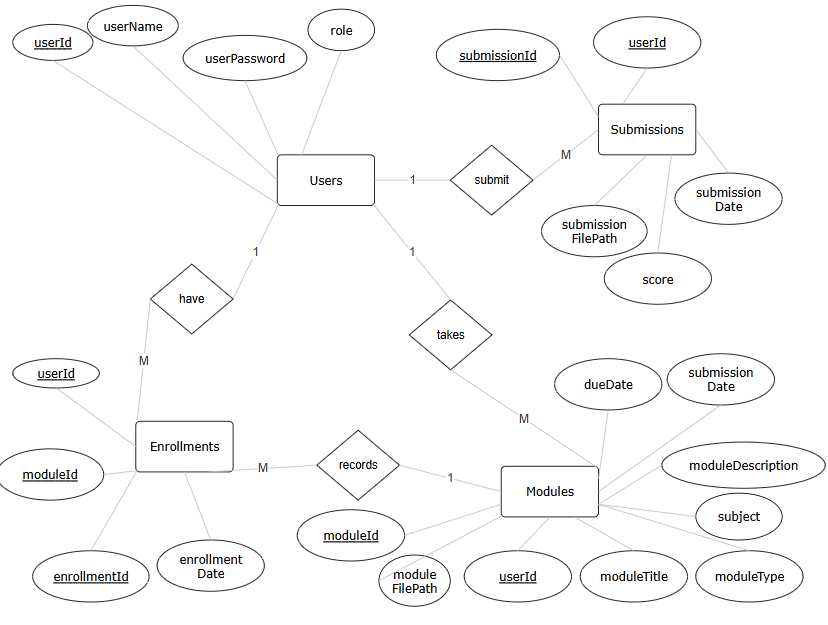 userId
userName
userPassword
role
submissionId
userId
Submissions
Users
1
submit
M
submission
Date
submission
FilePath
score
1
1
have
takes
M
userId
dueDate
submission
Date
M
Enrollments
moduleId
M
records
1
Modules
moduleDescription
subject
moduleId
enrollmentId
enrollment
Date
module
FilePath
userId
moduleTitle
moduleType